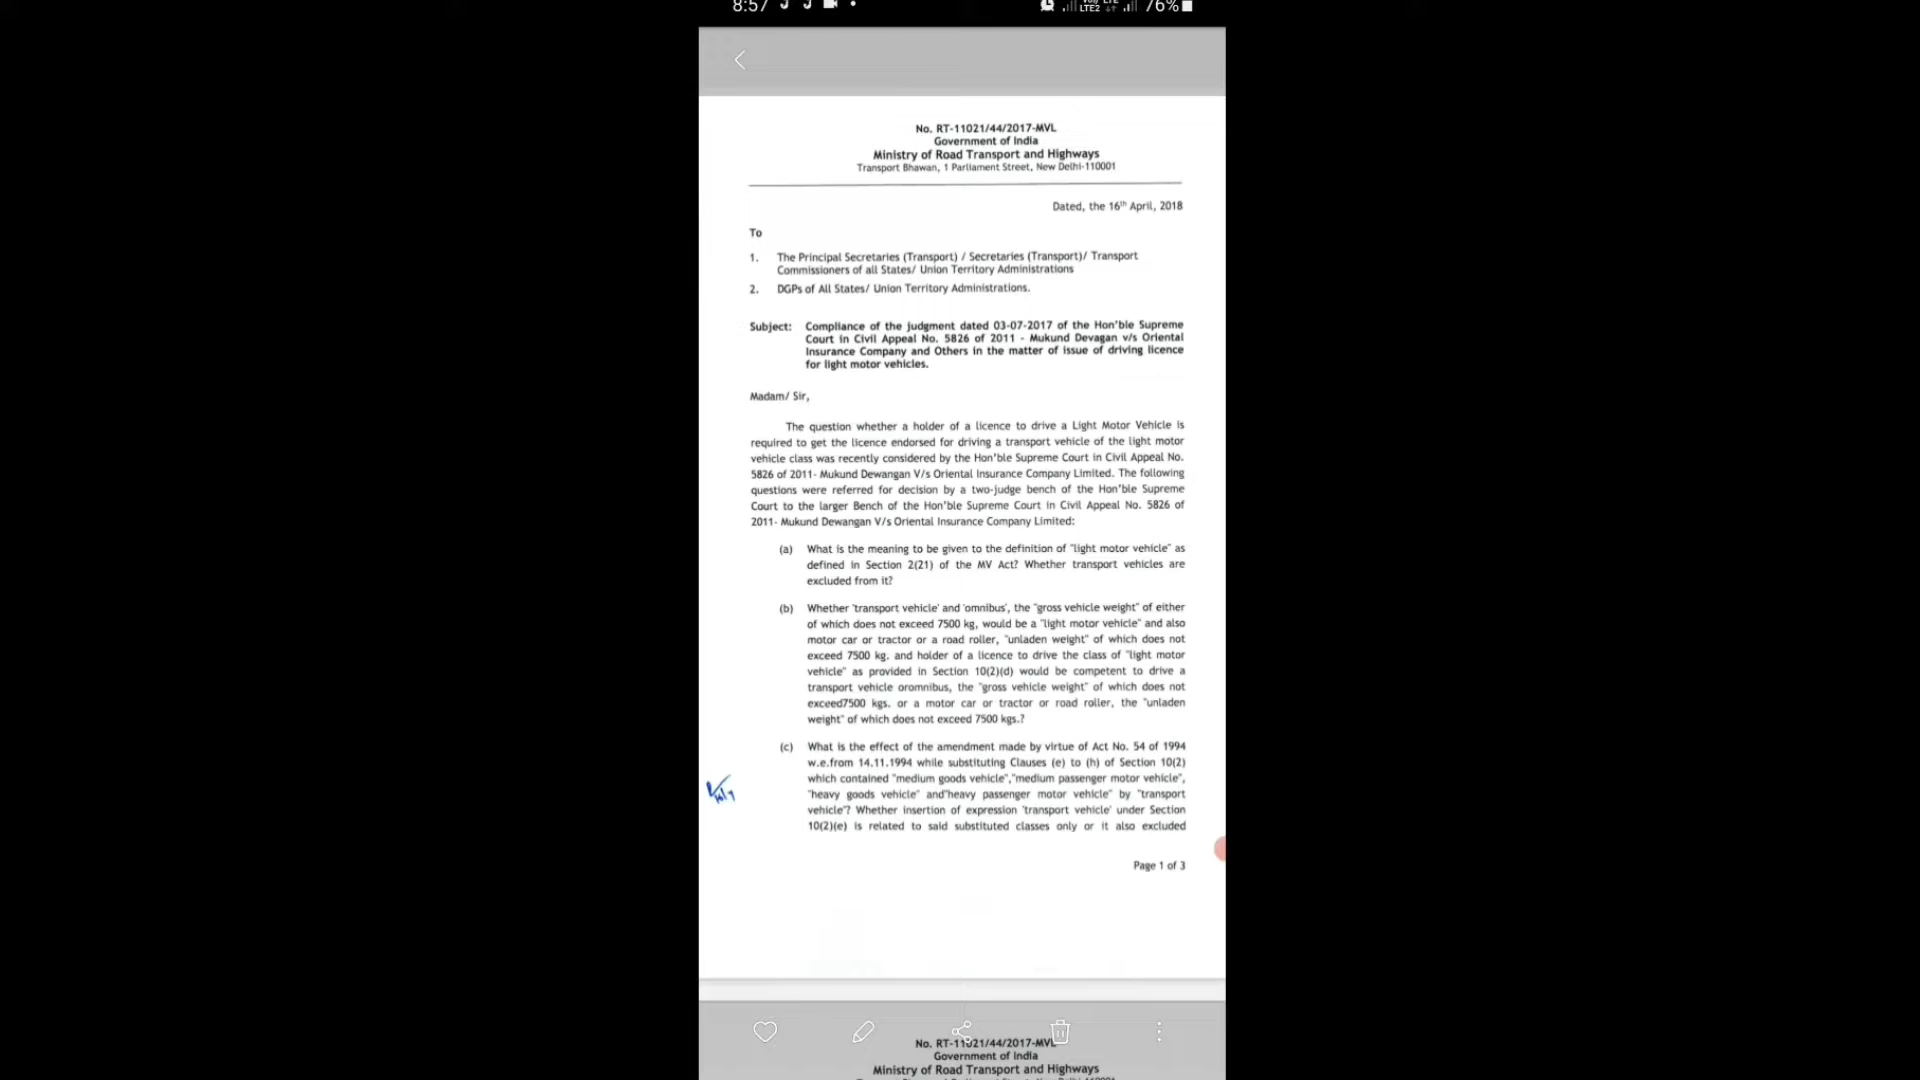 8:57
LTE2 76%
No. RT-11021/44/2017-MVL
Government of India
Ministry of Road Transport and Highways
Transport Bhawan, 1 Parliament Street, New Delhi-110001
Dated, the 16th April, 2018
To
1. The Principal Secretaries (Transport) / Secretaries (Transport)/ Transport
Commissioners of all States/ Union Territory Administrations
2. DGPs of All States/ Union Territory Administrations.
Subject: Compliance of the judgment dated 03-07-2017 of the Hon'ble Supreme
Court in Civil Appeal No. 5826 of 2011 - Mukund Devagan v/s Oriental
Insurance Company and Others in the matter of issue of driving licence
for light motor vehicles.
Madam/ Sir,
The question whether a holder of a licence to drive a Light Motor Vehicle is
required to get the licence endorsed for driving a transport vehicle of the light motor
vehicle class was recently considered by the Hon'ble Supreme Court in Civil Appeal No.
5826 of 2011- Mukund Dewangan V/s Oriental Insurance Company Limited. The following
questions were referred for decision by a two-judge bench of the Hon'ble Supreme
Court to the larger Bench of the Hon'ble Supreme Court in Civil Appeal No. 5826 of
2011- Mukund Dewangan V/s Oriental Insurance Company Limited:
(a) What is the meaning to be given to the definition of "light motor vehicle" as
defined in Section 2(21) of the MV Act? Whether transport vehicles are
excluded from it?
(b) Whether 'transport vehicle' and 'omnibus', the "gross vehicle weight" of either
of which does not exceed 7500 kg, would be a "light motor vehicle" and also
motor car or tractor or a road roller, "unladen weight" of which does not
exceed 7500 kg. and holder of a licence to drive the class of "light motor
vehicle" as provided in Section 10(2)(d) would be competent to drive a
transport vehicle oromnibus, the "gross vehicle weight" of which does not
exceed7500 kgs. or a motor car or tractor or road roller, the "unladen
weight" of which does not exceed 7500 kgs.?
(c) What is the effect of the amendment made by virtue of Act No. 54 of 1994
w.e.from 14.11.1994 while substituting Clauses (e) to (h) of Section 10(2)
which contained "medium goods vehicle","medium passenger motor vehicle",
"heavy goods vehicle" and"heavy passenger motor vehicle" by "transport
vehicle"? Whether insertion of expression 'transport vehicle' under Section
10(2)(e) is related to said substituted classes only or it also excluded
Page 1 of 3
No. RT-11021/44/2017-MVL
Government of India
Ministry of Road Transport and Highways